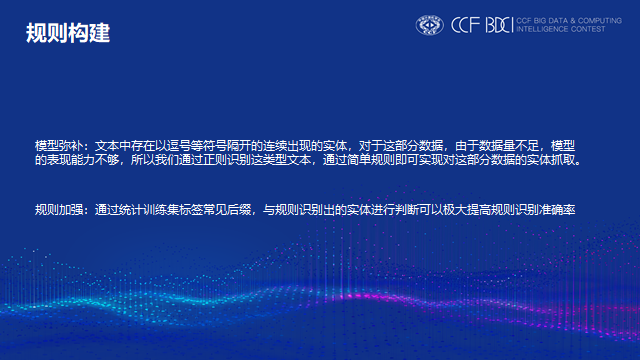 规则构建
CCF BDCI
CCF BIG DATA & COMPUTING
INTELLIGENCE CONTEST
模型弥补：文本中存在以逗号等符号隔开的连续出现的实体，对于这部分数据，由于数据量不足，模型
的表现能力不够，所以我们通过正则识别这类型文本，通过简单规则即可实现对这部分数据的实体抓取。
规则加强：通过统计训练集标签常见后缀，与规则识别出的实体进行判断可以极大提高规则识别准确率